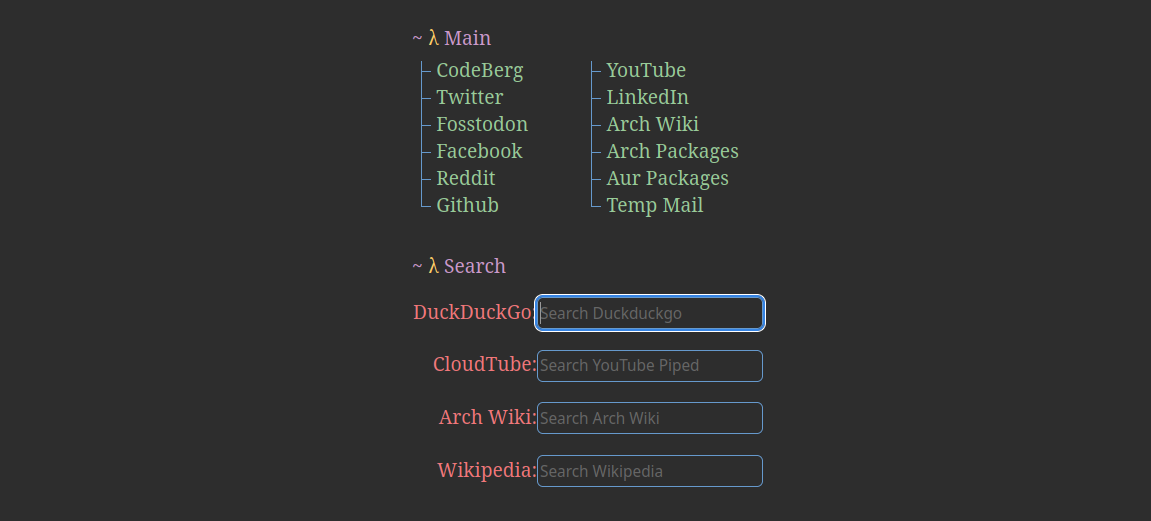 ~ λ Main
CodeBerg
Twitter
Fosstodon
Facebook
Reddit
Github
YouTube
LinkedIn
Arch Wiki
Arch Packages
Aur Packages
Temp Mail
~ λ Search
DuckDuckGo: Search Duckduckgo
CloudTube: Search YouTube Piped
Arch Wiki: Search Arch Wiki
Wikipedia: Search Wikipedia